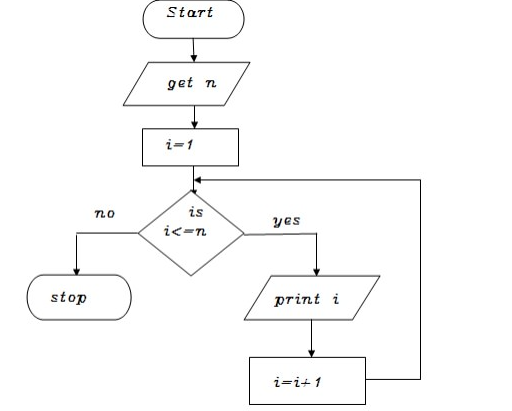 Start
get n
i=1
is
i<=n
no
yes
stop
print i
i=i+1